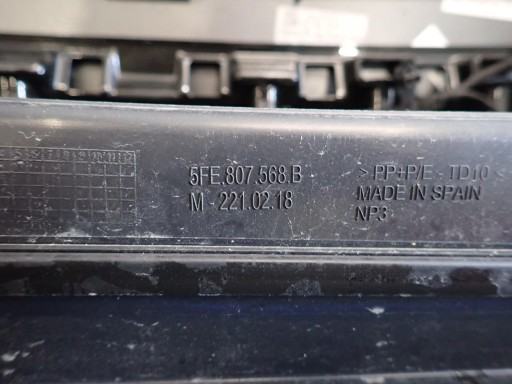 5FE.807.568.B
M - 221.02.18
>PP+P/E - TD10<
MADE IN SPAIN
NP3